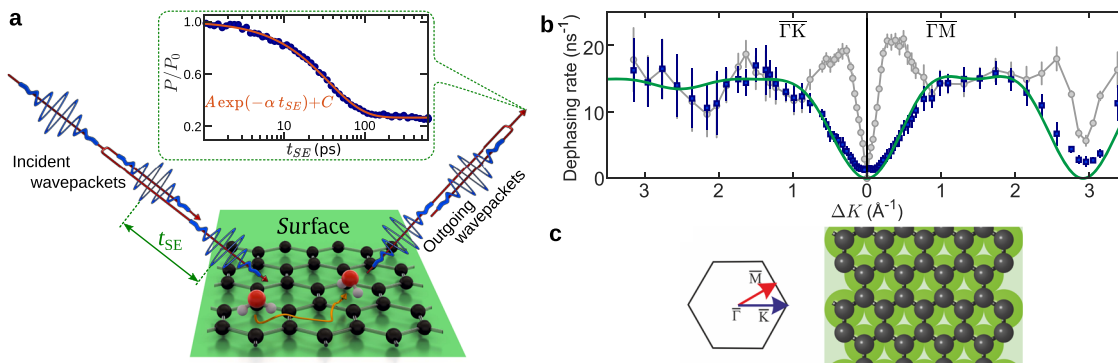 a
1.0
0.6
0.2
P/P₀
A exp(−α t_SE)+C
10
100
t_SE (ps)
Incident
wavepackets
t_SE
Surface
Outgoing
wavepackets
b
Dephasing rate (ns⁻¹)
20
10
0
Γ̅K̅
Γ̅M̅
3
2
1
0
1
2
3
ΔK (Å⁻¹)
c
M̅
Γ̅
K̅